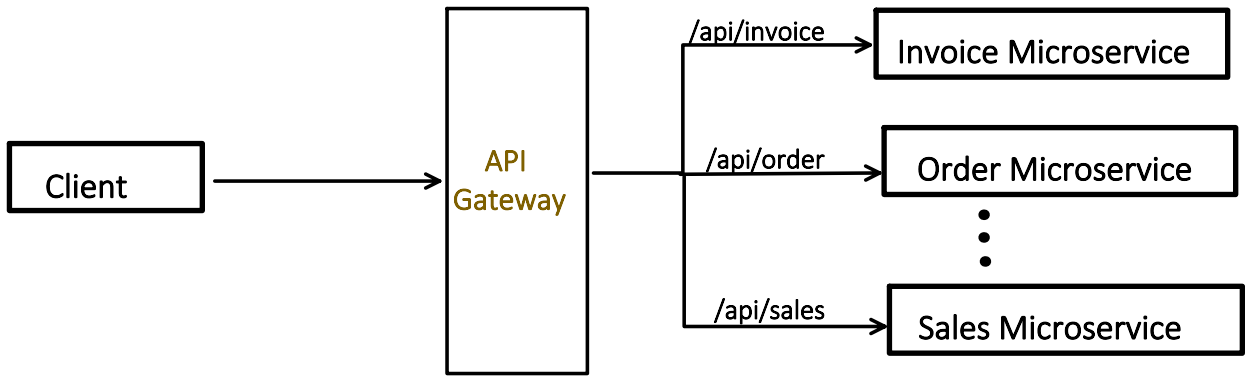 /api/invoice
Invoice Microservice
Client
API
Gateway
/api/order
Order Microservice
/api/sales
Sales Microservice